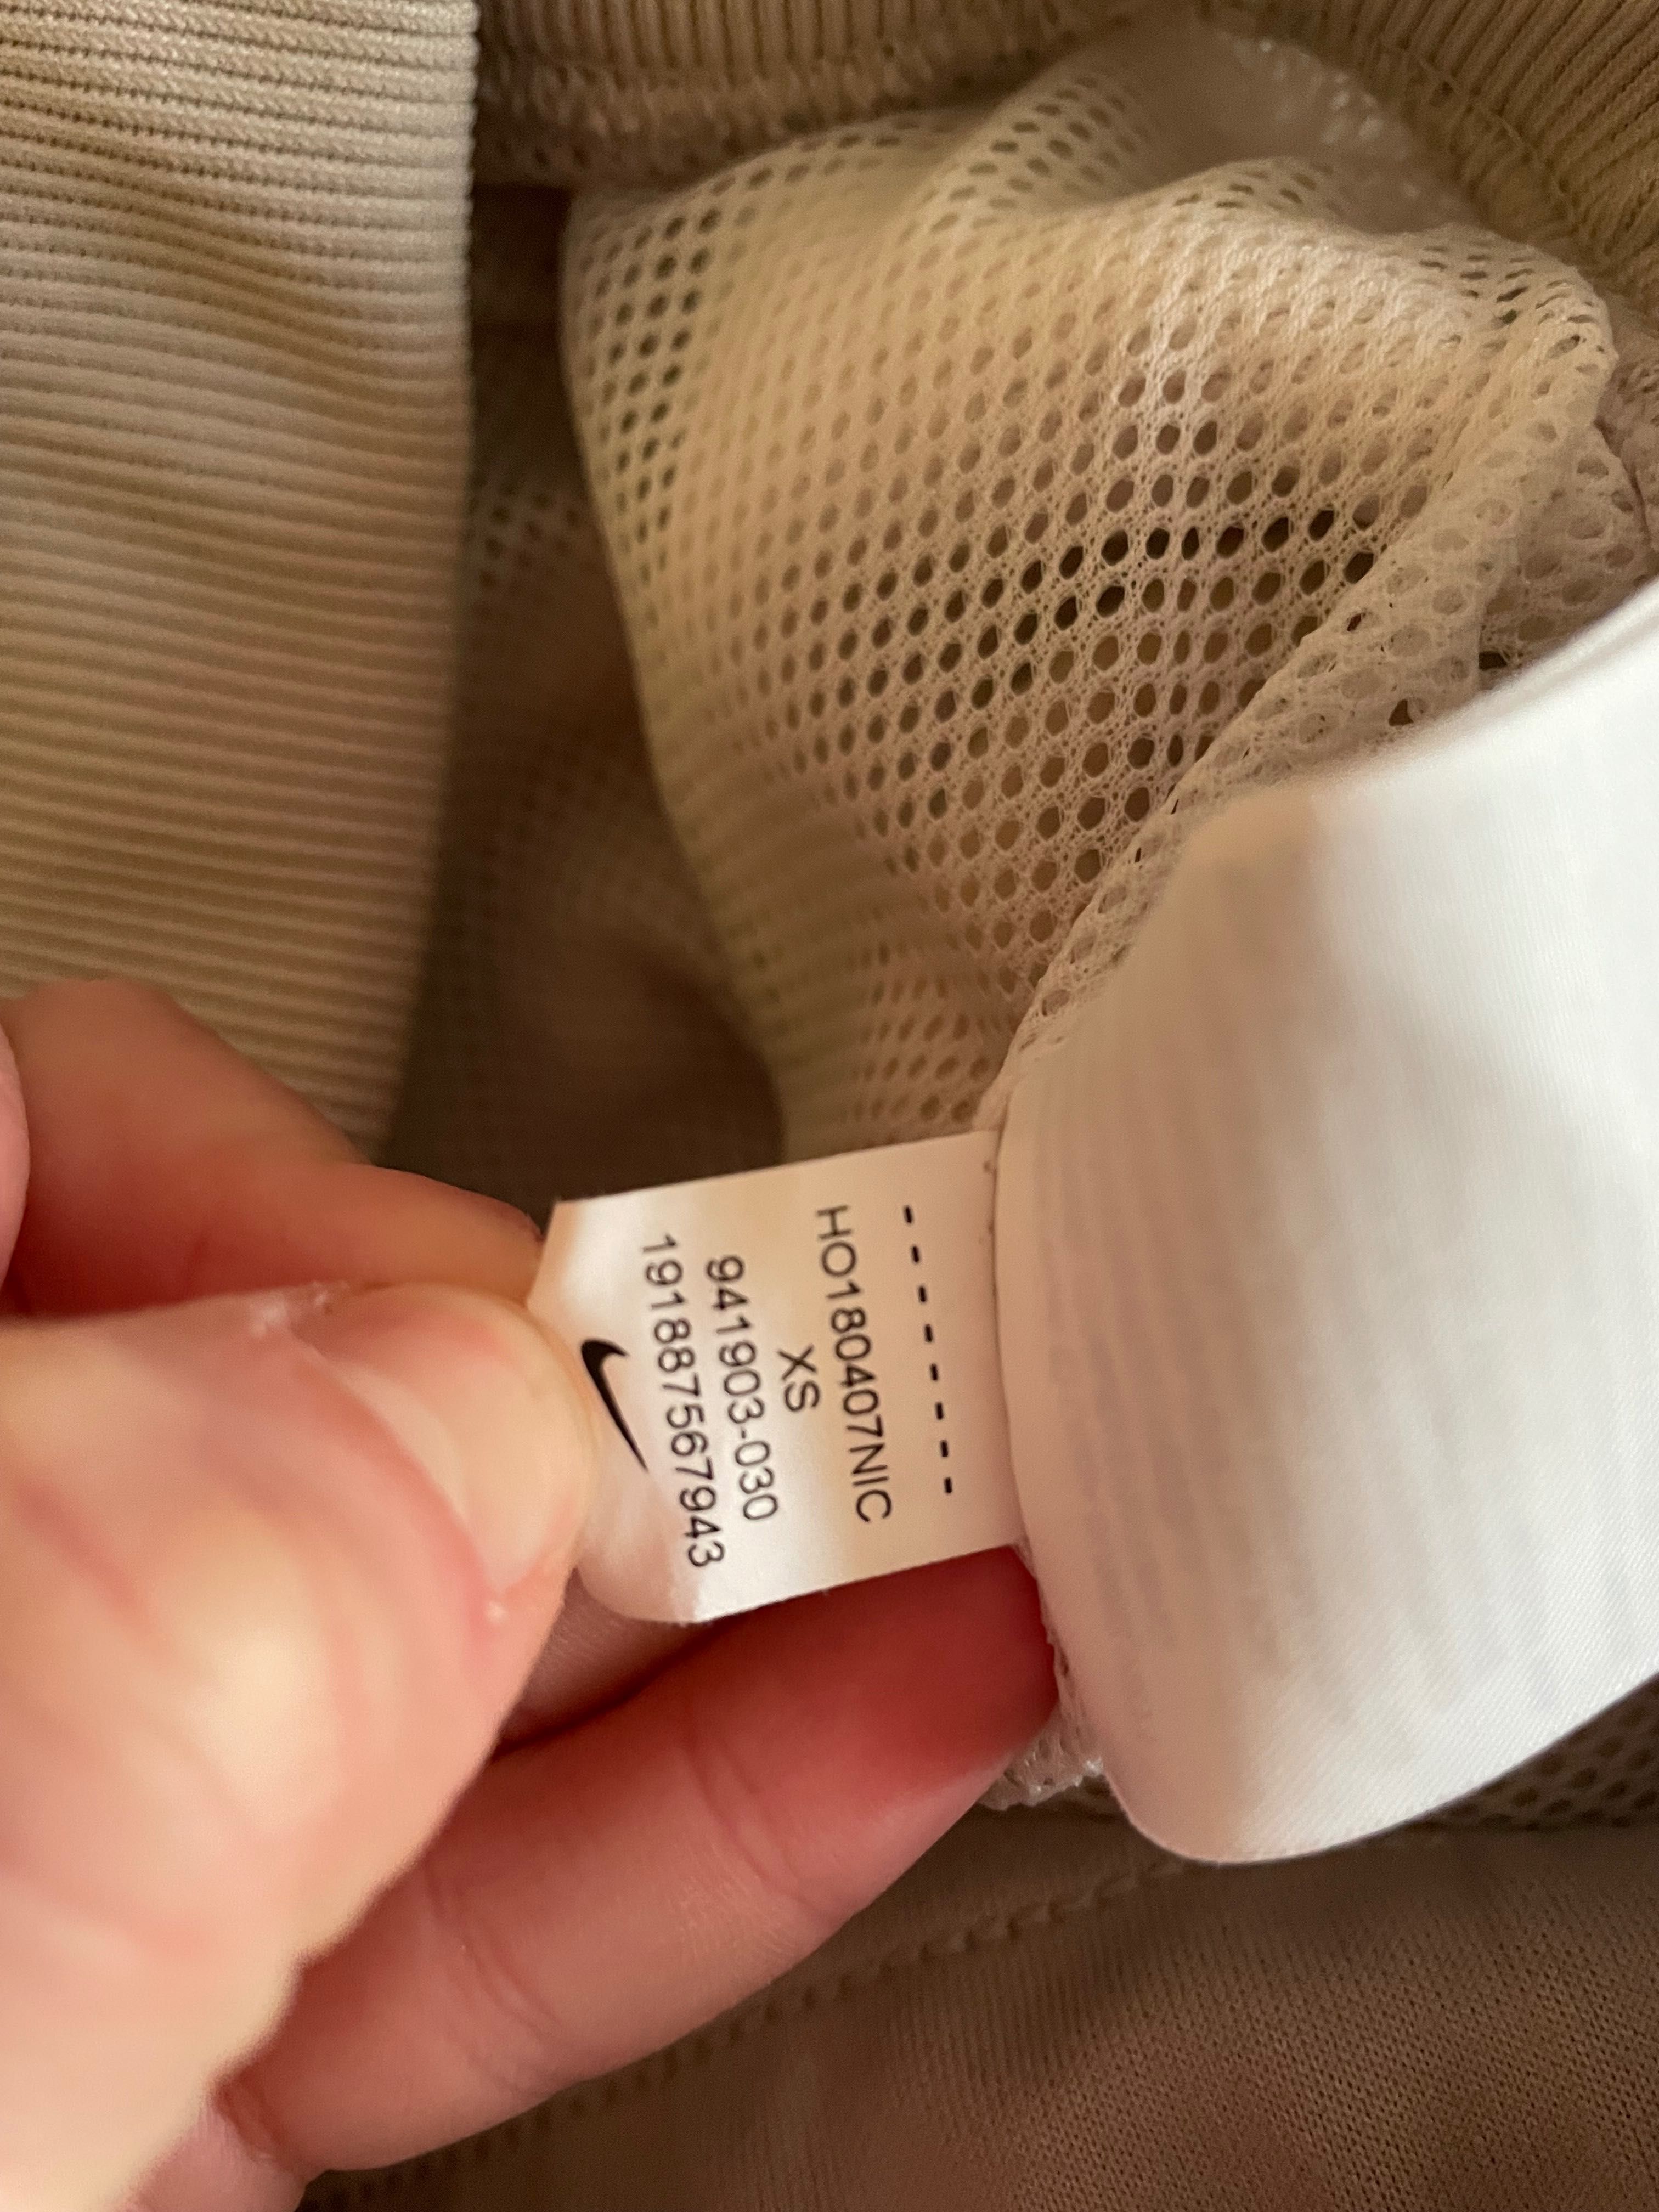 191887567943
941903-030
XS
HO180407NIC
- - - - - - - -